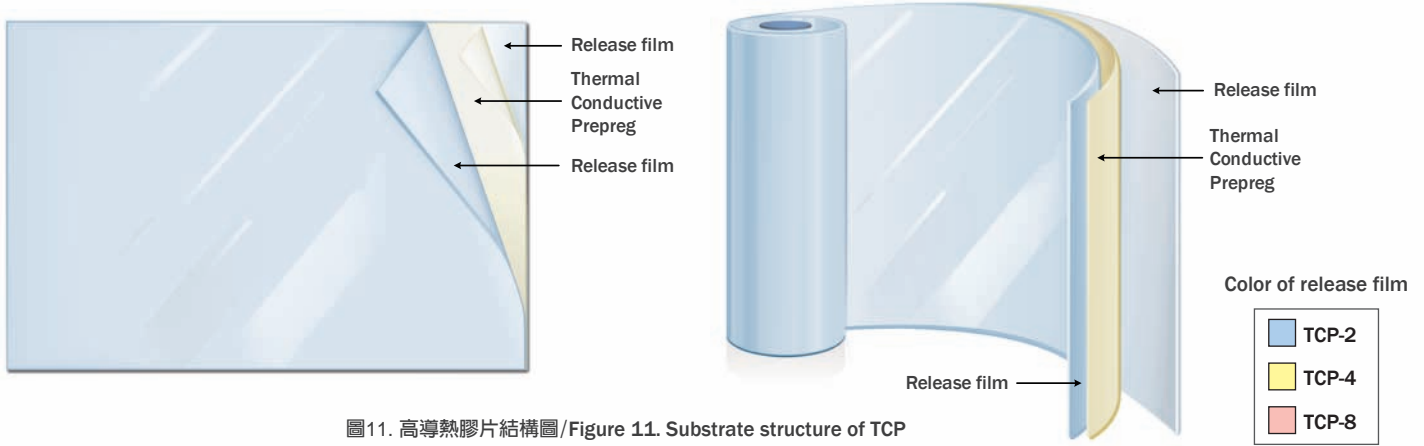 Release film
Thermal
Conductive
Prepreg
Release film
Release film
Thermal
Conductive
Prepreg
Release film
Color of release film
TCP-2
TCP-4
TCP-8
圖11. 高導熱膠片結構圖/Figure 11. Substrate structure of TCP